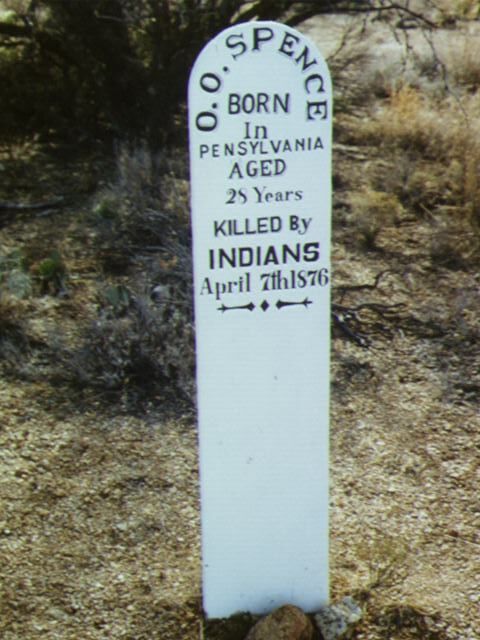 O.O. SPENCE
BORN
In
PENSYLVANIA
AGED
28 Years
KILLED By
INDIANS
April 7th 1876